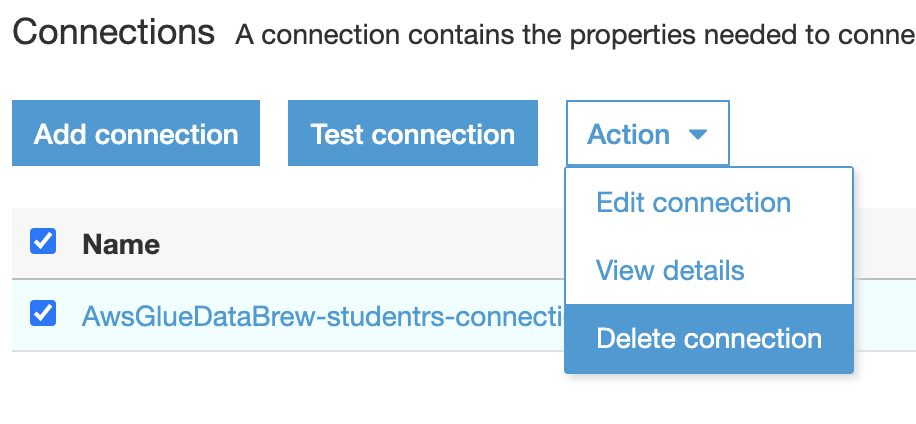 Connections A connection contains the properties needed to conne
Add connection Test connection Action
Edit connection
Name
View details
AwsGlueDataBrew-studentrs-connecti
Delete connection